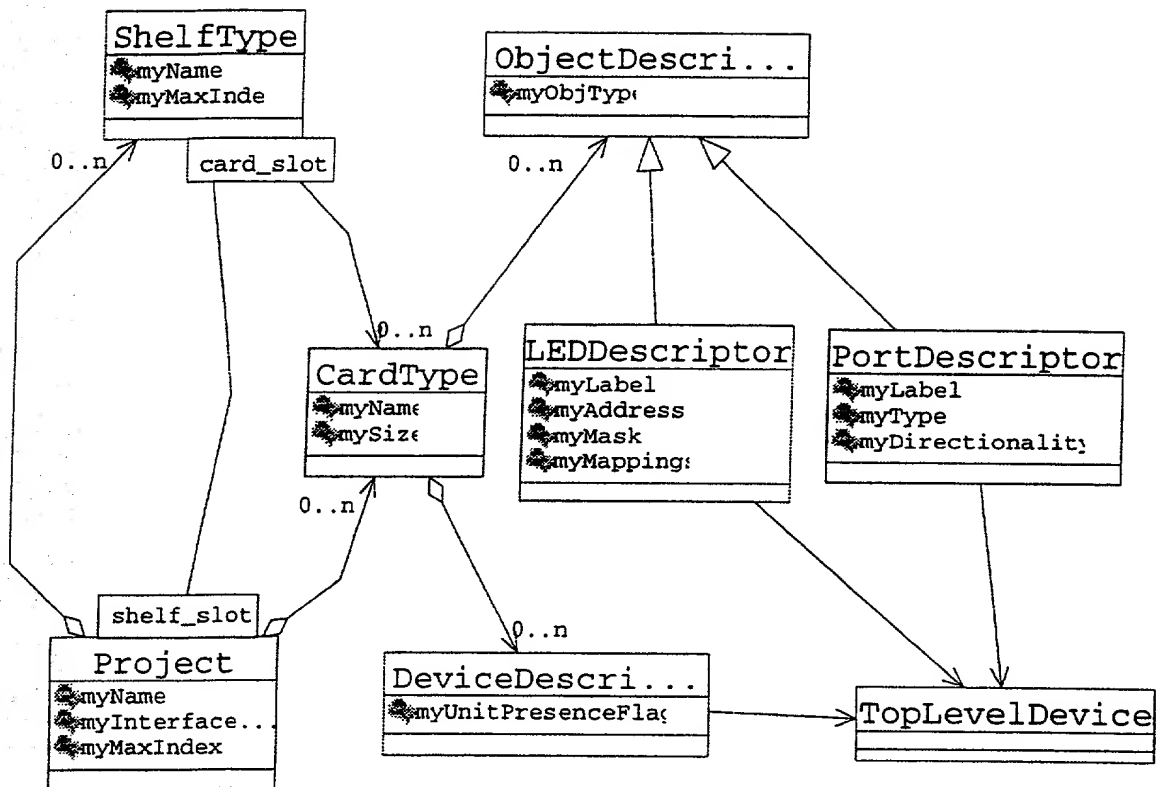 ShelfType
myName
myMaxInde
0..n
card_slot
ObjectDescri...
myObjType
0..n
0..n
CardType
myName
mySize
0..n
LEDDescriptor
myLabel
myAddress
myMask
myMappings
PortDescriptor
myLabel
myType
myDirectionality
shelf_slot
Project
myName
myInterface...
myMaxIndex
0..n
DeviceDescri...
myUnitPresenceFlag
TopLevelDevice